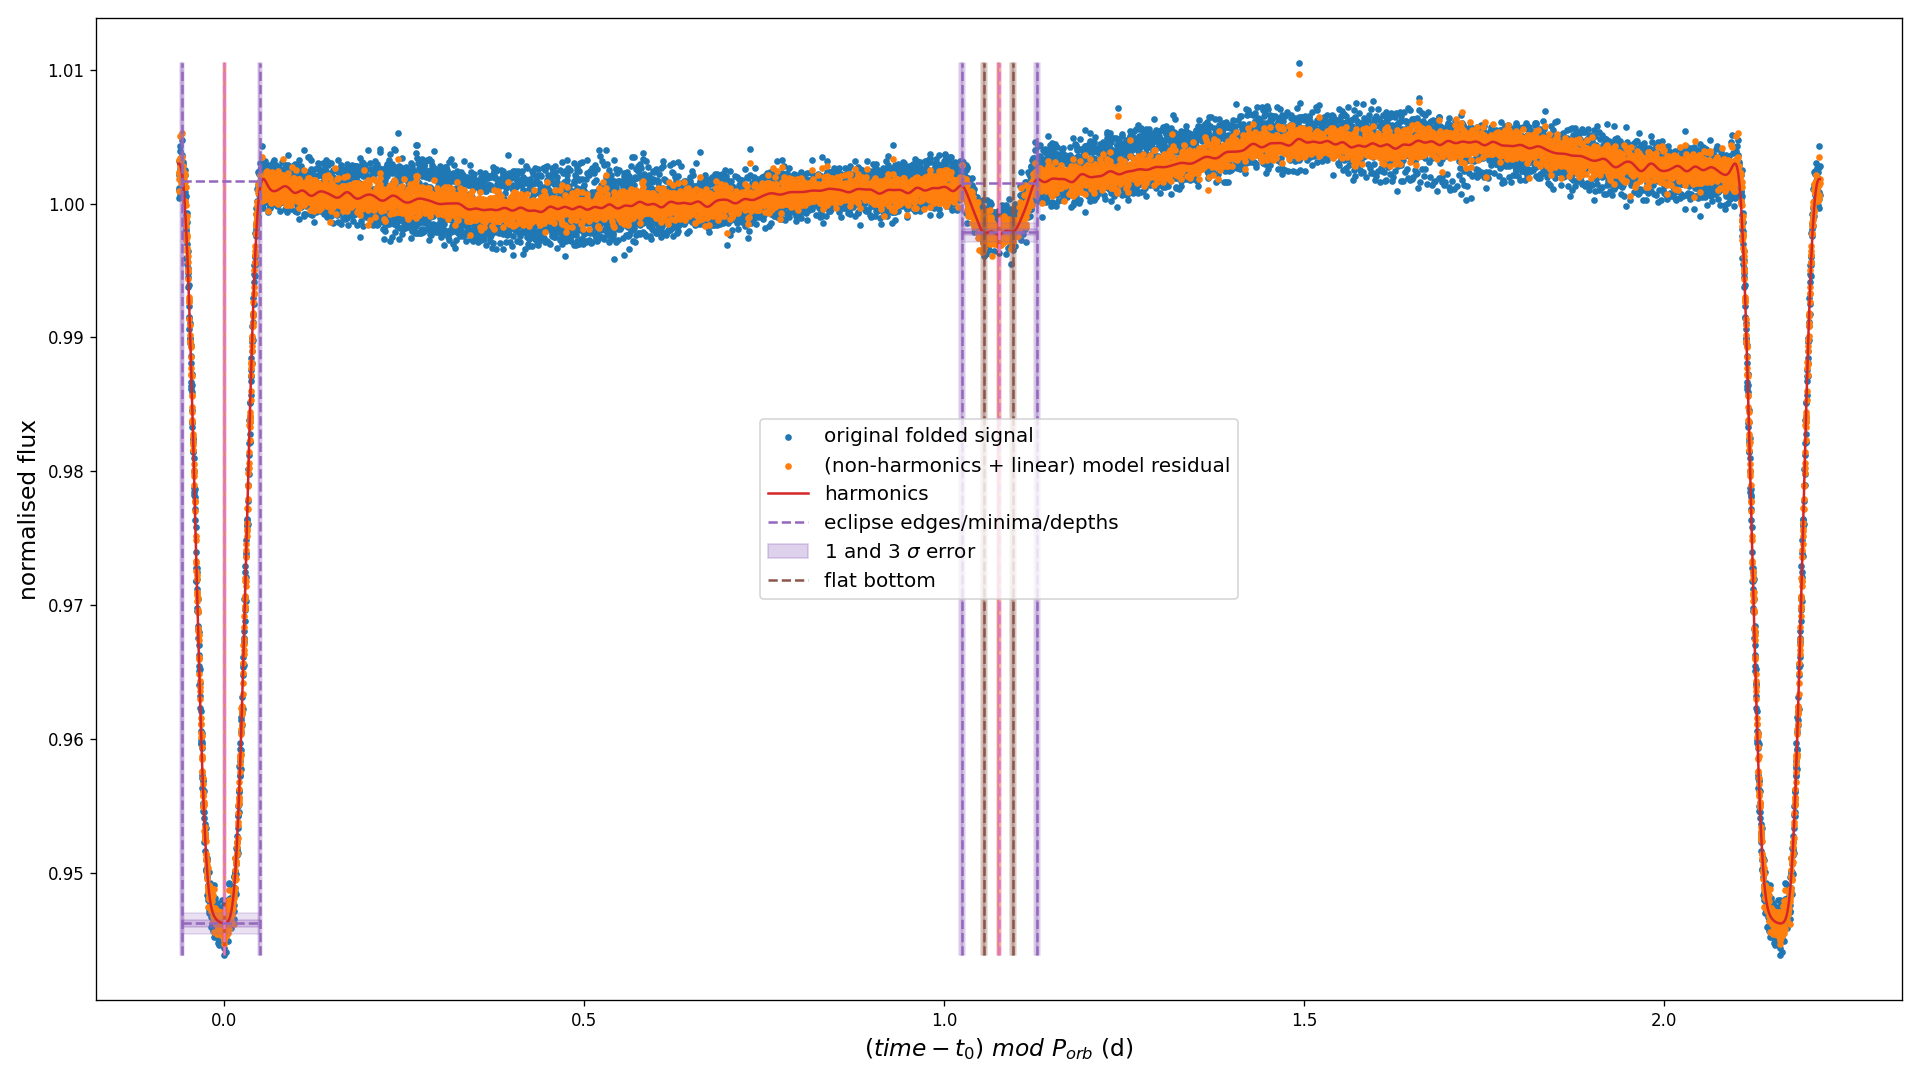 1.01
1.00
0.99
0.98
0.97
0.96
0.95
normalised flux
original folded signal
(non-harmonics + linear) model residual
harmonics
eclipse edges/minima/depths
1 and 3 σ error
flat bottom
0.0 0.5 1.0 1.5 2.0
(time − t₀) mod P_orb (d)